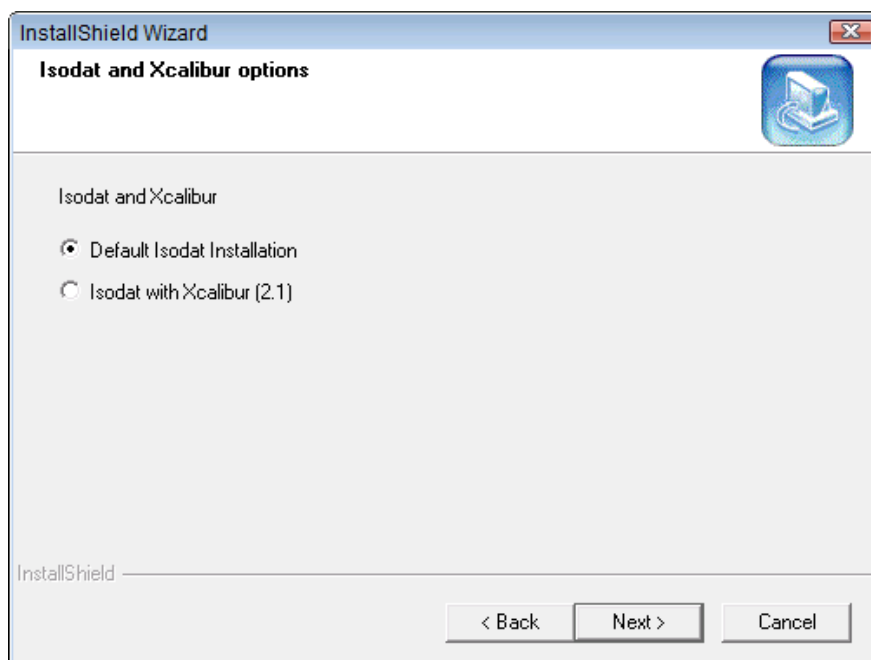 InstallShield Wizard
Isodat and Xcalibur options
Isodat and Xcalibur
Default Isodat Installation
Isodat with Xcalibur (2.1)
InstallShield
< Back Next > Cancel